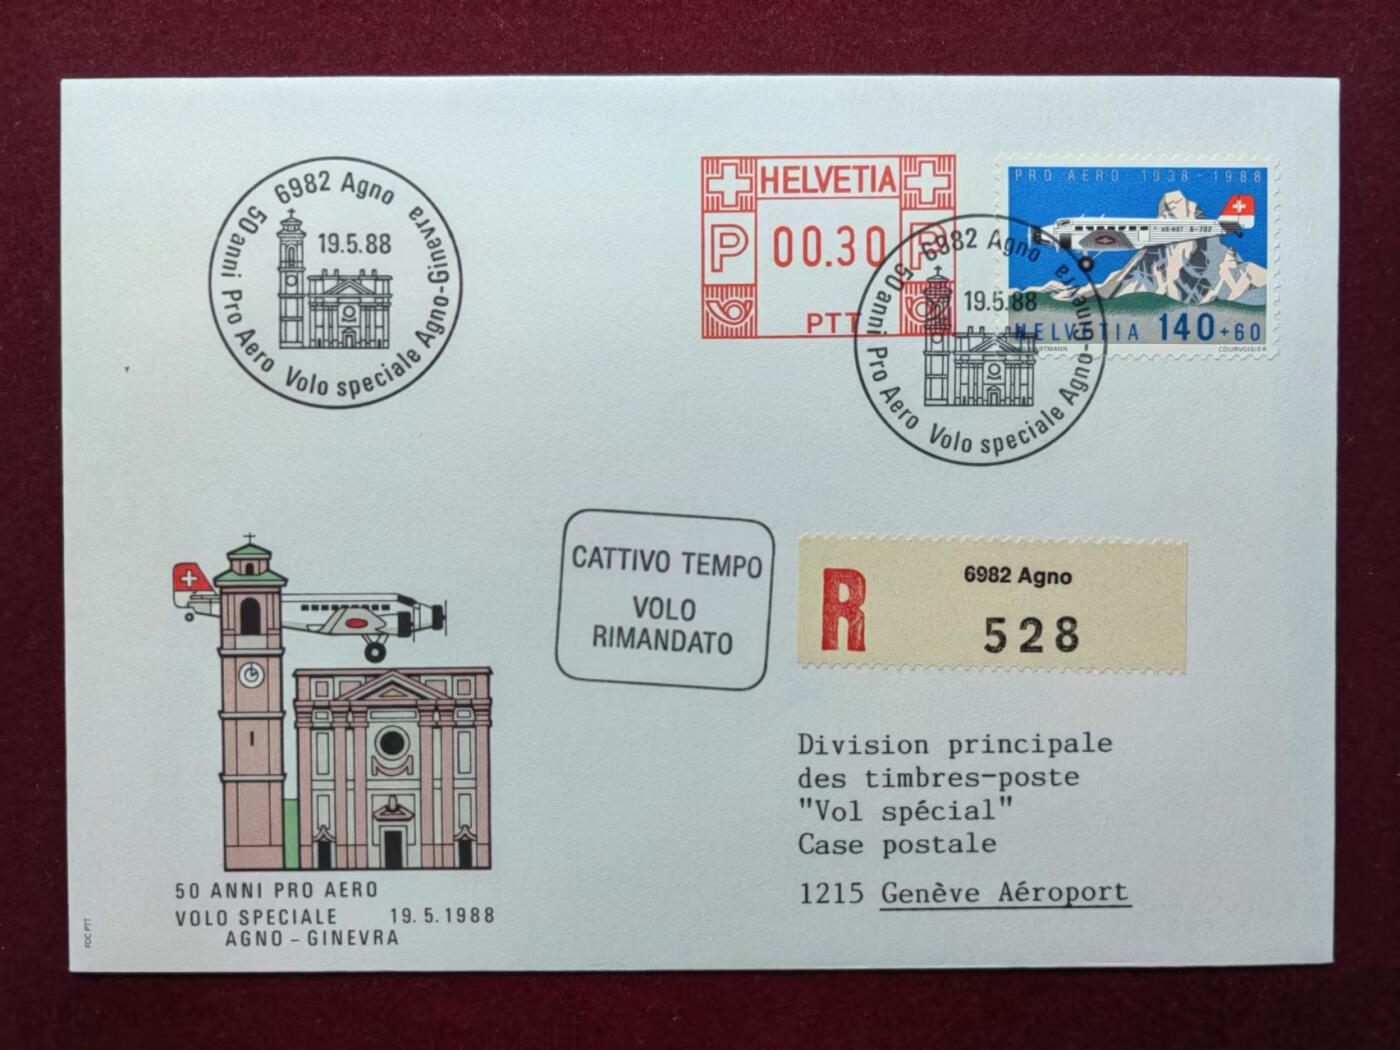 6982 Agno
19.5.88
50 anni Pro Aero Volo speciale Agno-Ginevra
HELVETIA
P 00.30 P
PTT
6982 Agno
19.5.88
50 anni Pro Aero Volo speciale Agno-Ginevra
PRO AERO 1938-1988
HB-HOT A-702
HELVETIA 140+60
COURVOISIER
CATTIVO TEMPO
VOLO
RIMANDATO
R
6982 Agno
528
Division principale
des timbres-poste
"Vol spécial"
Case postale
1215 Genève Aéroport
50 ANNI PRO AERO
VOLO SPECIALE 19.5.1988
AGNO-GINEVRA
FDC PTT